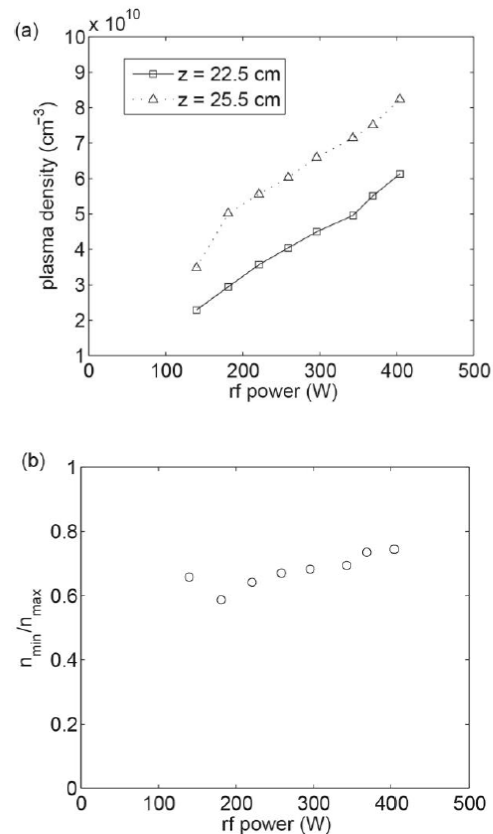 (a)
x 10^10
10
9
8
7
6
5
4
3
2
1
plasma density (cm^-3)
z = 22.5 cm
z = 25.5 cm
0 100 200 300 400 500
rf power (W)
(b)
1
0.8
0.6
0.4
0.2
0
n_min/n_max
0 100 200 300 400 500
rf power (W)